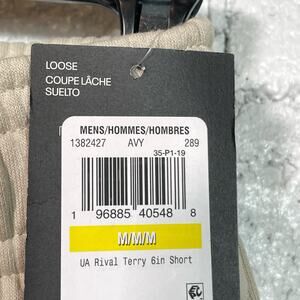 LOOSE
COUPE LÂCHE
SUELTO
MENS/HOMMES/HOMBRES
1382427 AVY 289
35-P1-19
1 96885 40548 8
M/M/M
UA Rival Terry 6in Short